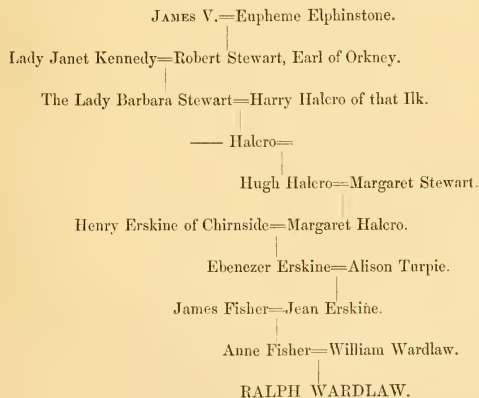 JAMES V.=Eupheme Elphinstone.
Lady Janet Kennedy=Robert Stewart, Earl of Orkney.
The Lady Barbara Stewart=Harry Halcro of that Ilk.
—— Halcro=
Hugh Halcro=Margaret Stewart.
Henry Erskine of Chirnside=Margaret Halcro.
Ebenezer Erskine=Alison Turpie.
James Fisher=Jean Erskine.
Anne Fisher=William Wardlaw.
RALPH WARDLAW.